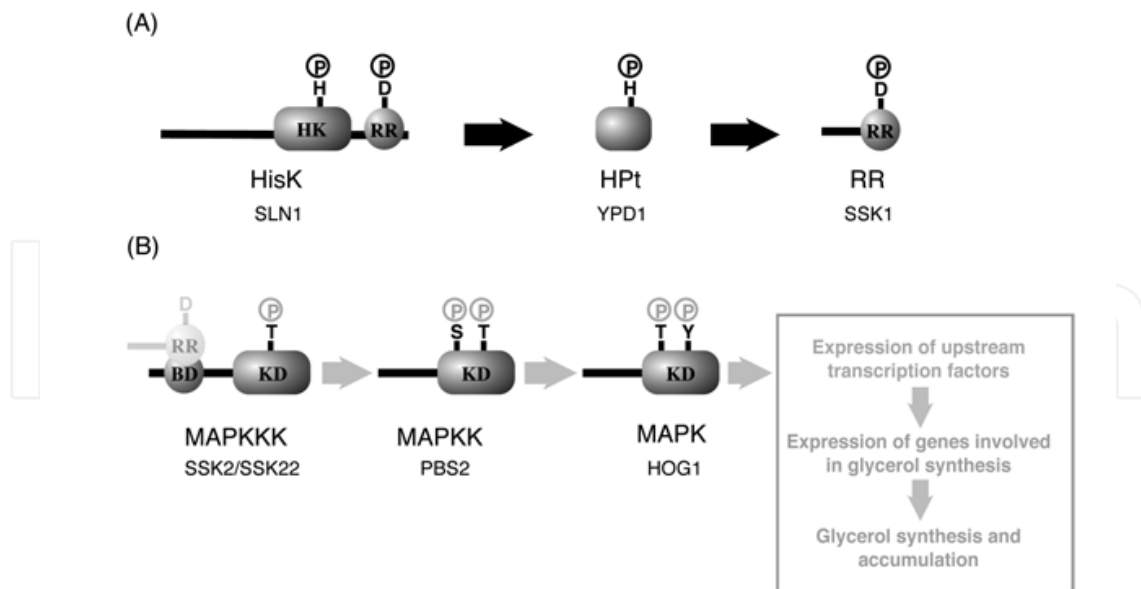 (A)
P P P P
H D H D
HK RR RR
HisK HPt RR
SLN1 YPD1 SSK1
(B)
D P P P P P
RR T S T T Y
BD KD KD KD
MAPKKK MAPKK MAPK
SSK2/SSK22 PBS2 HOG1
Expression of upstream
transcription factors
Expression of genes involved
in glycerol synthesis
Glycerol synthesis and
accumulation